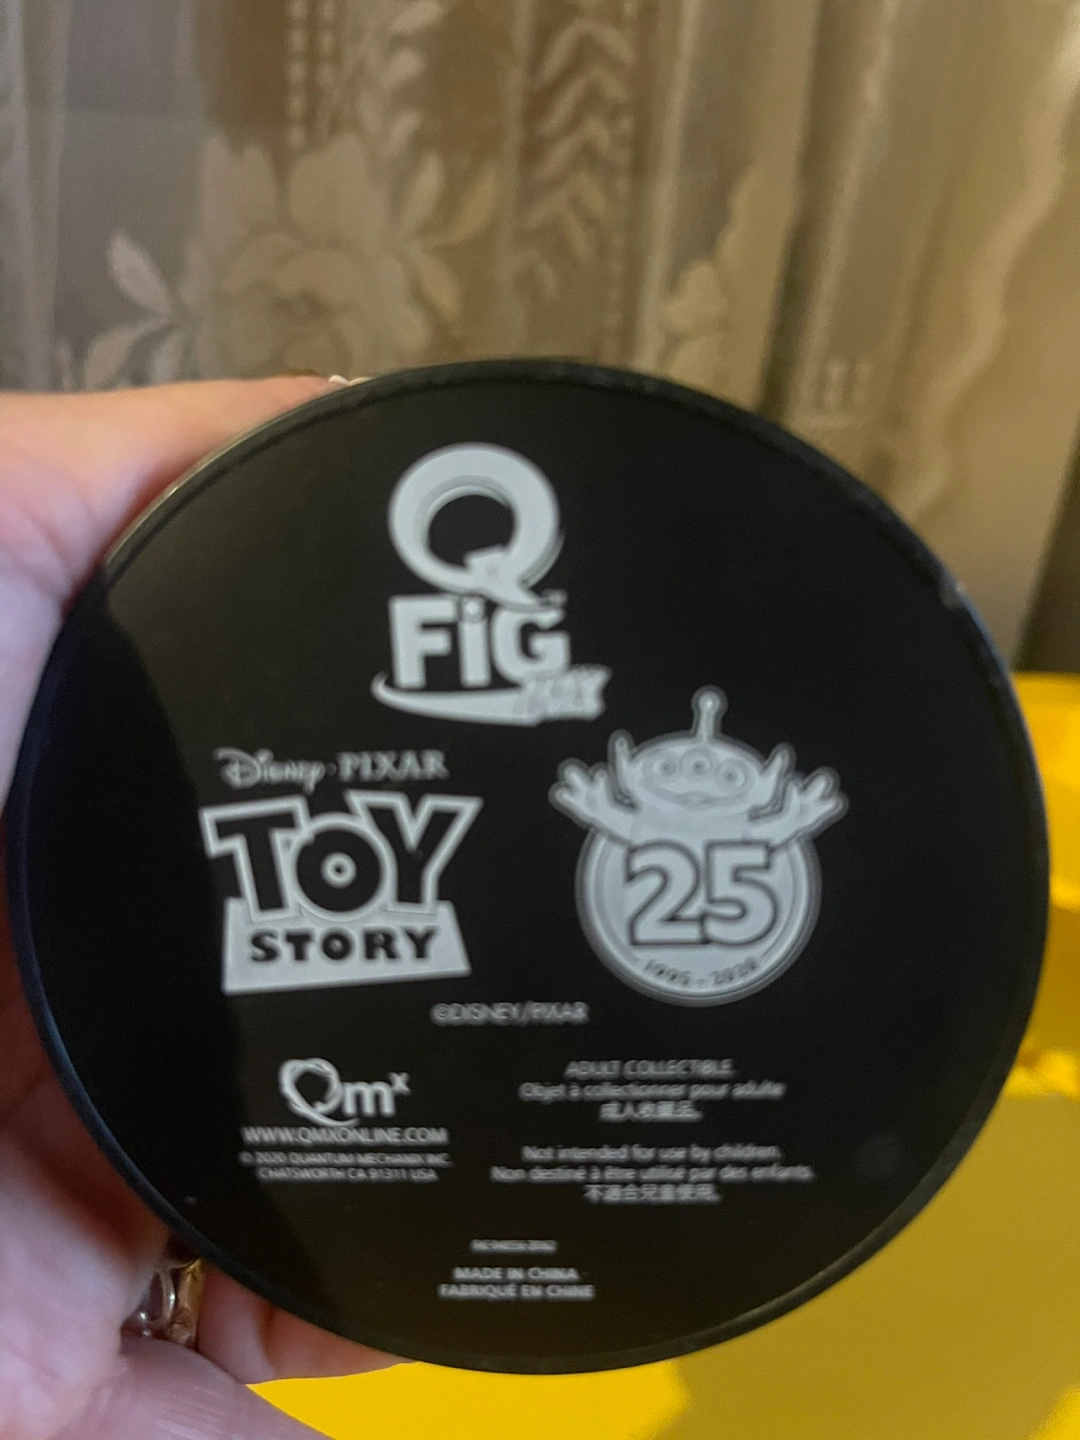 Q
FiG
MAX
Disney · PIXAR
TOY
STORY
25
1995 - 2020
©DISNEY/PIXAR
Qmx
WWW.QMXONLINE.COM
© 2020 QUANTUM MECHANIX INC.
CHATSWORTH CA 91311 USA
ADULT COLLECTIBLE.
Objet à collectionner pour adulte
成人收藏品。
Not intended for use by children.
Non destiné à être utilisé par des enfants.
不適合兒童使用。
MADE IN CHINA
FABRIQUÉ EN CHINE